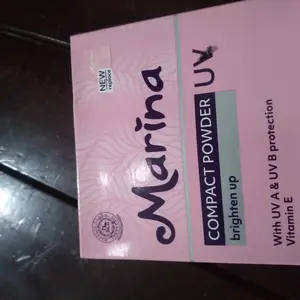 NEW
Marina
UV
COMPACT POWDER
brighten up
With UV A & UV B protection
Vitamin E